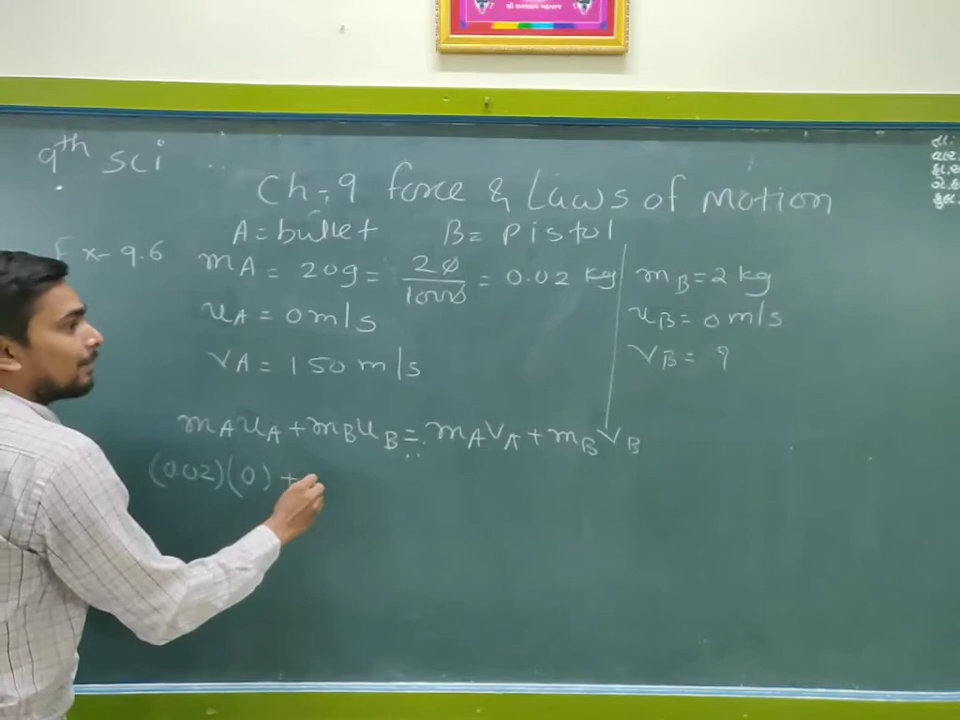 9th sci
Ch-9 Force & Laws of Motion
A = bullet B = pistol
Ex-9.6
mA = 20g = 20/1000 = 0.02 kg
uA = 0 m/s
vA = 150 m/s
mB = 2 kg
uB = 0 m/s
vB = ?
mAuA + mBuB = mAvA + mBvB
(0.02)(0) +